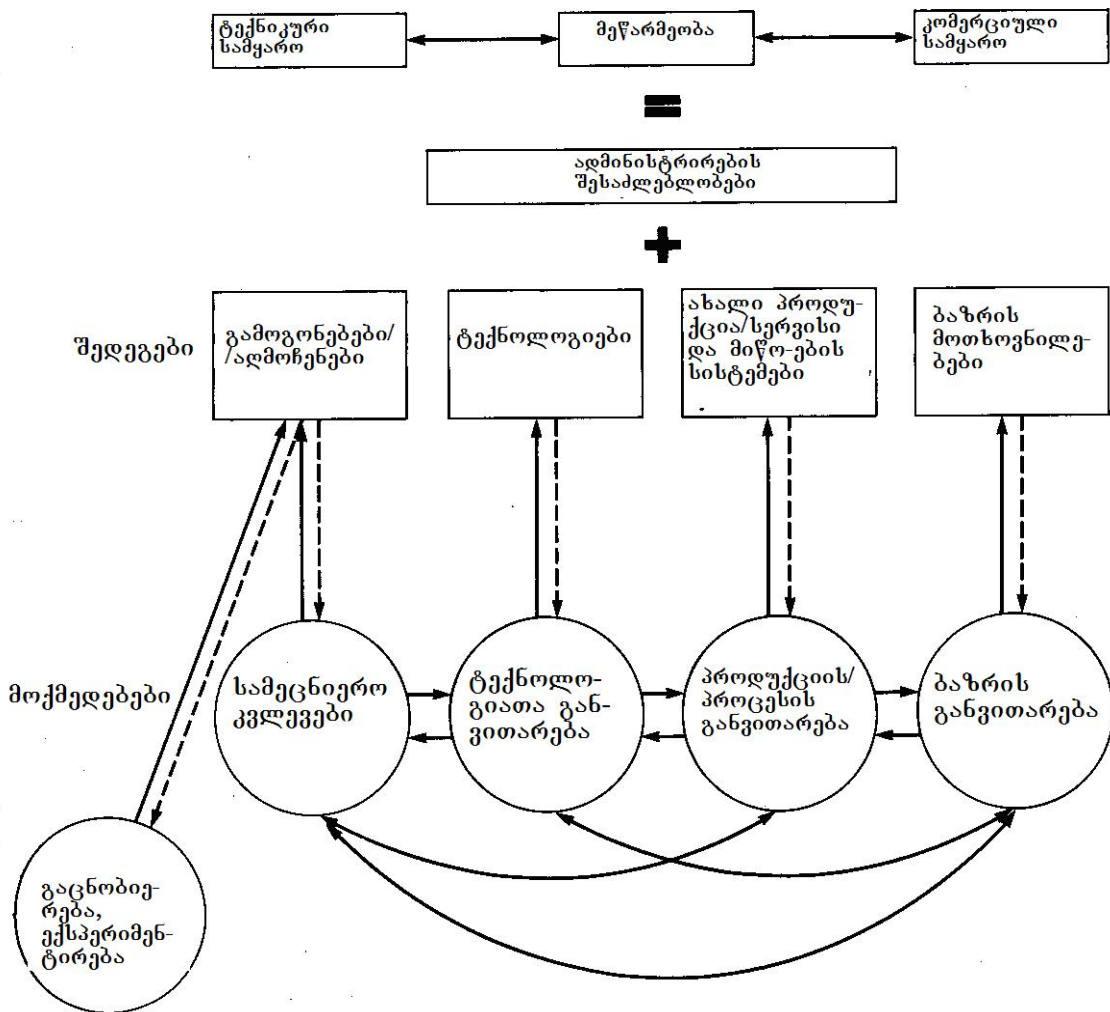 ტექნიკური
სამყარო
მეწარმეობა
კომერციული
სამყარო
=
ადმინისტრირების
შესაძლებლობები
+
შედეგები
გამოგონებები/
/აღმოჩენები
ტექნოლოგიები
ახალი პროდუ-
ქცია/სერვისი
და მიწო-ების
სისტემები
ბაზრის
მოთხოვნილე-
ბები
მოქმედებები
სამეცნიერო
კვლევები
ტექნოლო-
გიათა გან-
ვითარება
პროდუქციის/
პროცესის
განვითარება
ბაზრის
განვითარება
გაცნობიე-
რება,
ექსპერიმენ-
ტირება